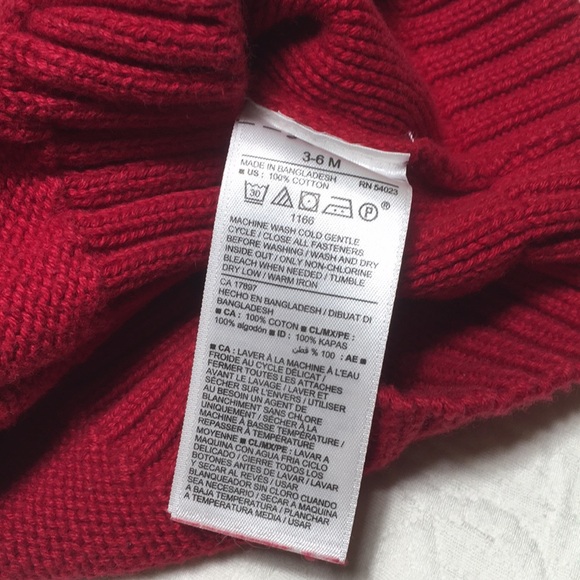 3-6 M
MADE IN BANGLADESH RN 54023
■ US : 100% COTTON
30 P ®
1166
MACHINE WASH COLD GENTLE
CYCLE / CLOSE ALL FASTENERS
BEFORE WASHING / WASH AND DRY
INSIDE OUT / ONLY NON-CHLORINE
BLEACH WHEN NEEDED / TUMBLE
DRY LOW / WARM IRON
CA 17897
HECHO EN BANGLADESH / DIBUAT DI
BANGLADESH
■ CA : 100% COTON ■ CL/MX/PE :
100% algodón ■ ID : 100% KAPAS
■ AE : 100 % قطن
■ CA : LAVER À LA MACHINE À L'EAU
FROIDE AU CYCLE DÉLICAT /
FERMER TOUTES LES ATTACHES
AVANT LE LAVAGE / LAVER ET
SÉCHER SUR L'ENVERS / UTILISER
AU BESOIN UN AGENT DE
BLANCHIMENT SANS CHLORE
UNIQUEMENT / SÉCHER À LA
MACHINE À BASSE TEMPÉRATURE /
REPASSER À TEMPÉRATURE
MOYENNE ■ CL/MX/PE : LAVAR A
MAQUINA CON AGUA FRIA CICLO
DELICADO / CIERRE TODOS LOS
BOTONES ANTES DE LAVAR / LAVAR
Y SECAR AL REVÉS / USAR
BLANQUEADOR SIN CLORO CUANDO
SEA NECESARIO / SECAR A MAQUINA
A BAJA TEMPERATURA / PLANCHAR
A TEMPERATURA MEDIA / USAR